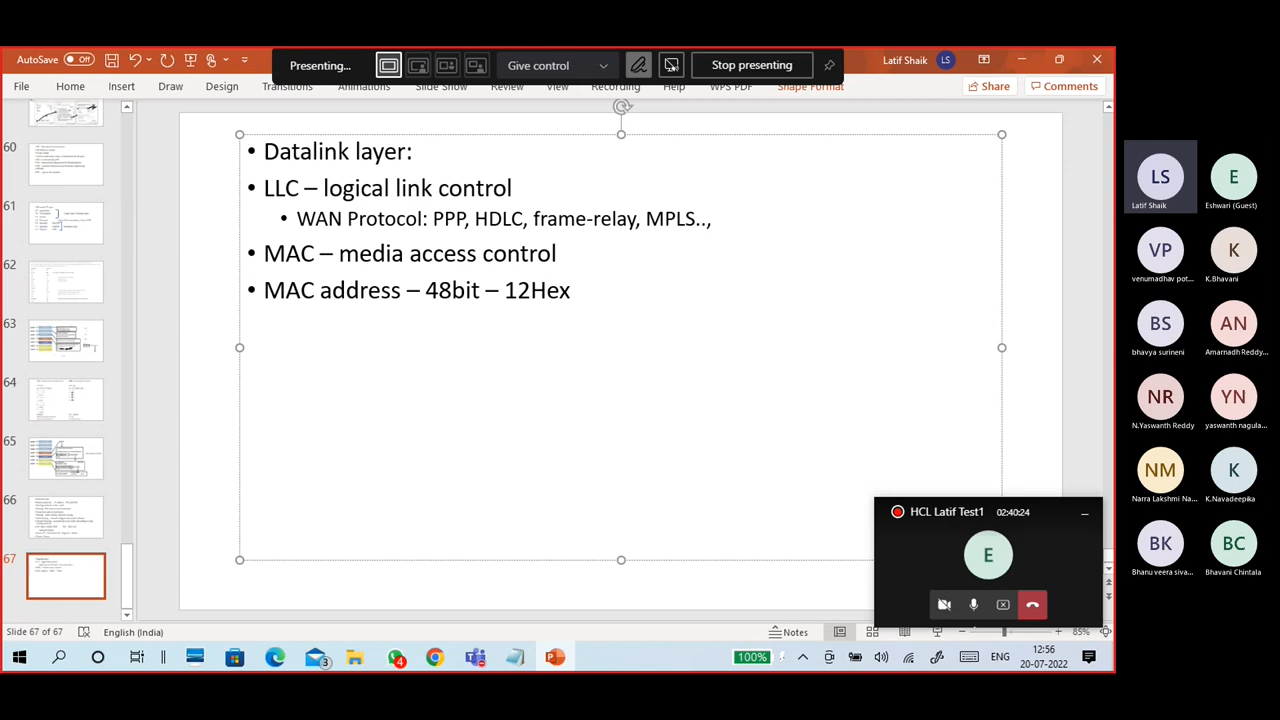 AutoSave Off
Presenting...
Give control
Stop presenting
Latif Shaik
LS
File
Home
Insert
Draw
Design
Transitions
Animations
Slide Show
Review
View
Recording
Help
WPS PDF
Shape Format
Share
Comments
60
61
62
63
64
65
66
67
• Datalink layer:
• LLC – logical link control
• WAN Protocol: PPP, HDLC, frame-relay, MPLS..,
• MAC – media access control
• MAC address – 48bit – 12Hex
HCL Latif Test1 02:40:24
E
LS
Latif Shaik
E
Eshwari (Guest)
VP
venumadhav pot...
K
K.Bhavani
BS
bhavya surineni
AN
Amarnadh Reddy...
NR
N.Yaswanth Reddy
YN
yaswanth nagula...
NM
Narra Lakshmi Na...
K
K.Navadeepika
BK
Bhanu veera siva...
BC
Bhavani Chintala
Slide 67 of 67
English (India)
Notes
85%
3
4
100%
ENG
12:56
20-07-2022